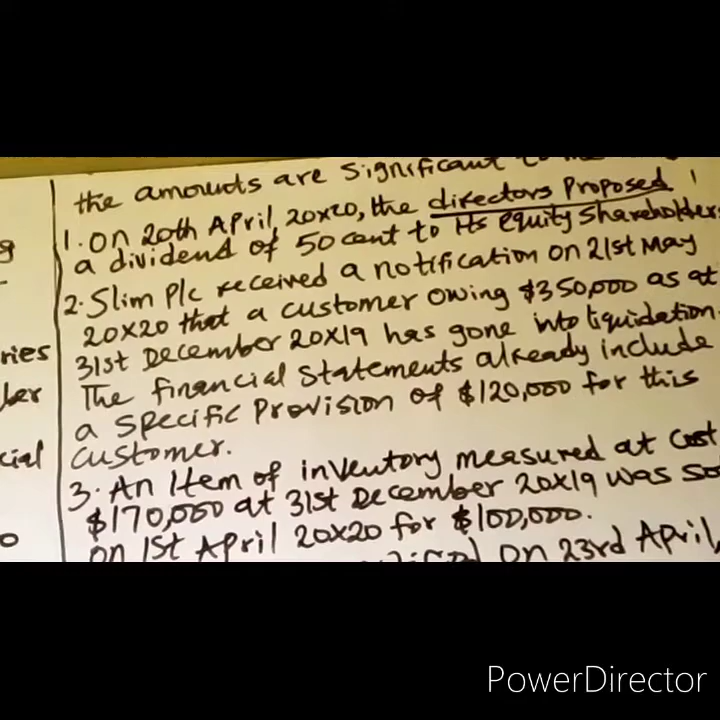 the amounts are significant
1. On 20th April, 20x20, the directors Proposed
a dividend of 50 cent to its equity Shareholders
2. Slim Plc received a notification on 21st May
20x20 that a customer owing $350,000 as at
31st December 20x19 has gone into liquidation.
The financial Statements already include
a Specific Provision of $120,000 for this
customer.
3. An Item of inventory measured at cost
$170,000 at 31st December 20x19 was
on 1st April 20x20 for $100,000.
on 23rd April,
PowerDirector